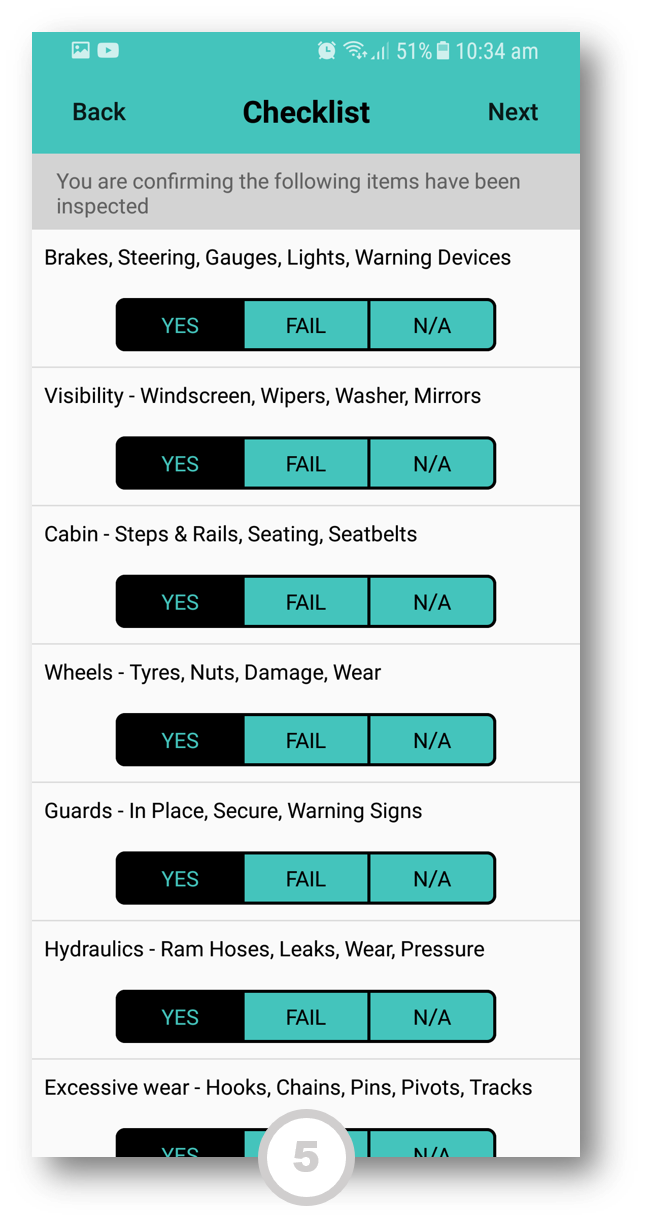 51% 10:34 am
Back Checklist Next
You are confirming the following items have been
inspected
Brakes, Steering, Gauges, Lights, Warning Devices
YES FAIL N/A
Visibility - Windscreen, Wipers, Washer, Mirrors
YES FAIL N/A
Cabin - Steps & Rails, Seating, Seatbelts
YES FAIL N/A
Wheels - Tyres, Nuts, Damage, Wear
YES FAIL N/A
Guards - In Place, Secure, Warning Signs
YES FAIL N/A
Hydraulics - Ram Hoses, Leaks, Wear, Pressure
YES FAIL N/A
Excessive wear - Hooks, Chains, Pins, Pivots, Tracks
YES N/A
5